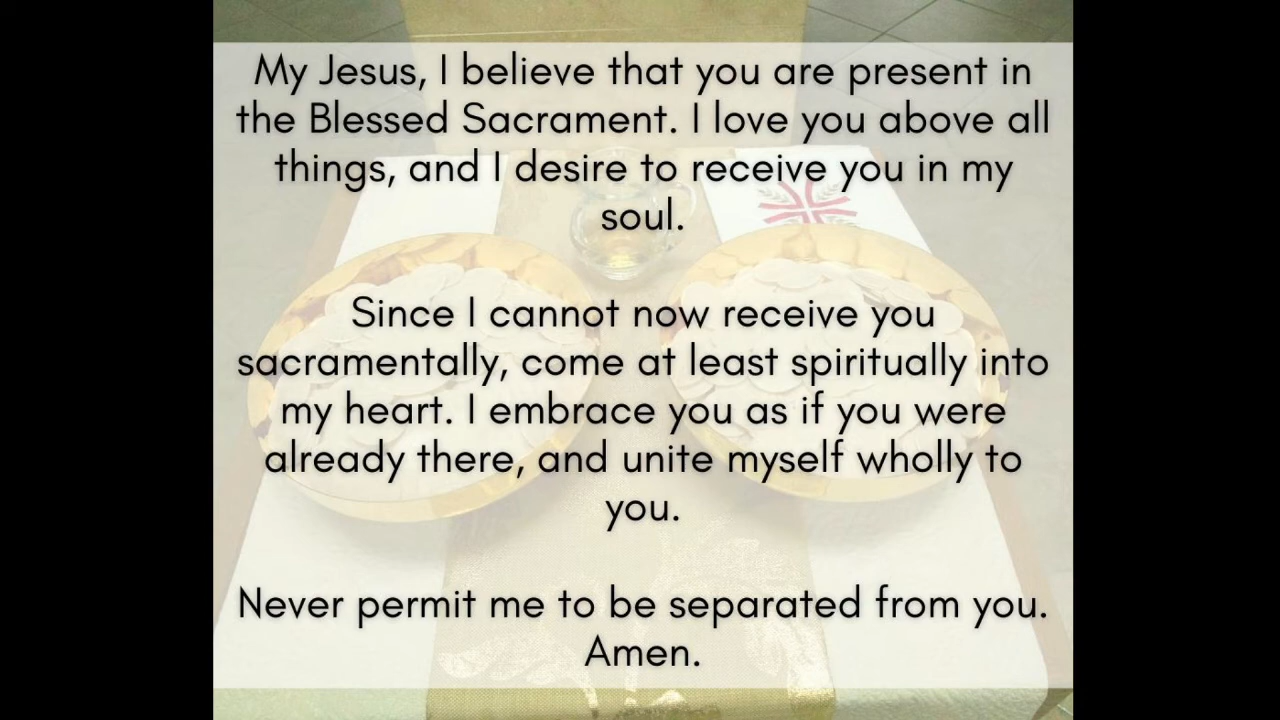 My Jesus, I believe that you are present in
the Blessed Sacrament. I love you above all
things, and I desire to receive you in my
soul.
Since I cannot now receive you
sacramentally, come at least spiritually into
my heart. I embrace you as if you were
already there, and unite myself wholly to
you.
Never permit me to be separated from you.
Amen.